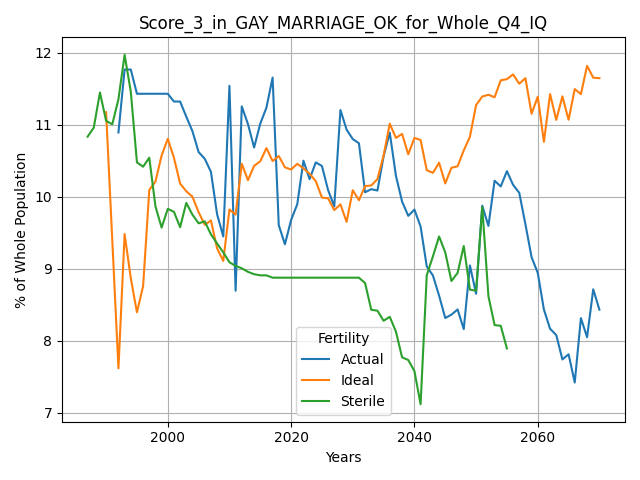 Score_3_in_GAY_MARRIAGE_OK_for_Whole_Q4_IQ
% of Whole Population
12
11
10
9
8
7
Fertility
Actual
Ideal
Sterile
2000 2020 2040 2060
Years